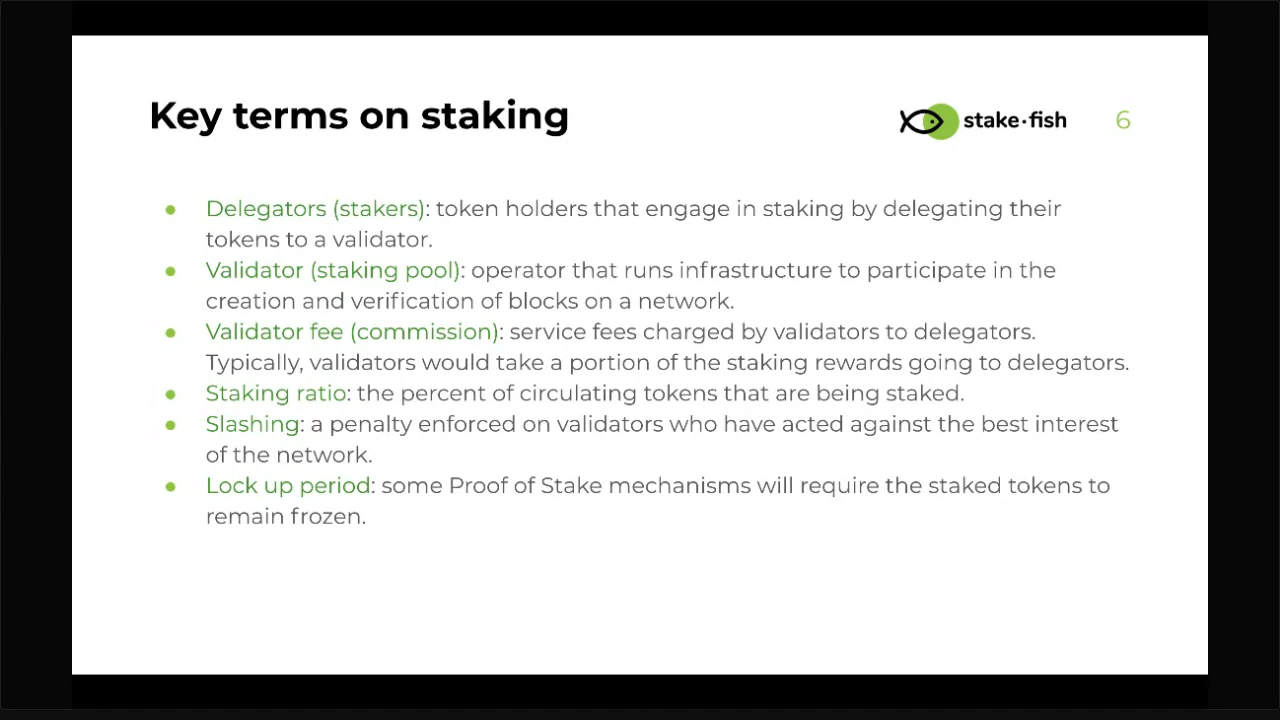 Key terms on staking
stake·fish
6
● Delegators (stakers): token holders that engage in staking by delegating their
tokens to a validator.
● Validator (staking pool): operator that runs infrastructure to participate in the
creation and verification of blocks on a network.
● Validator fee (commission): service fees charged by validators to delegators.
Typically, validators would take a portion of the staking rewards going to delegators.
● Staking ratio: the percent of circulating tokens that are being staked.
● Slashing: a penalty enforced on validators who have acted against the best interest
of the network.
● Lock up period: some Proof of Stake mechanisms will require the staked tokens to
remain frozen.